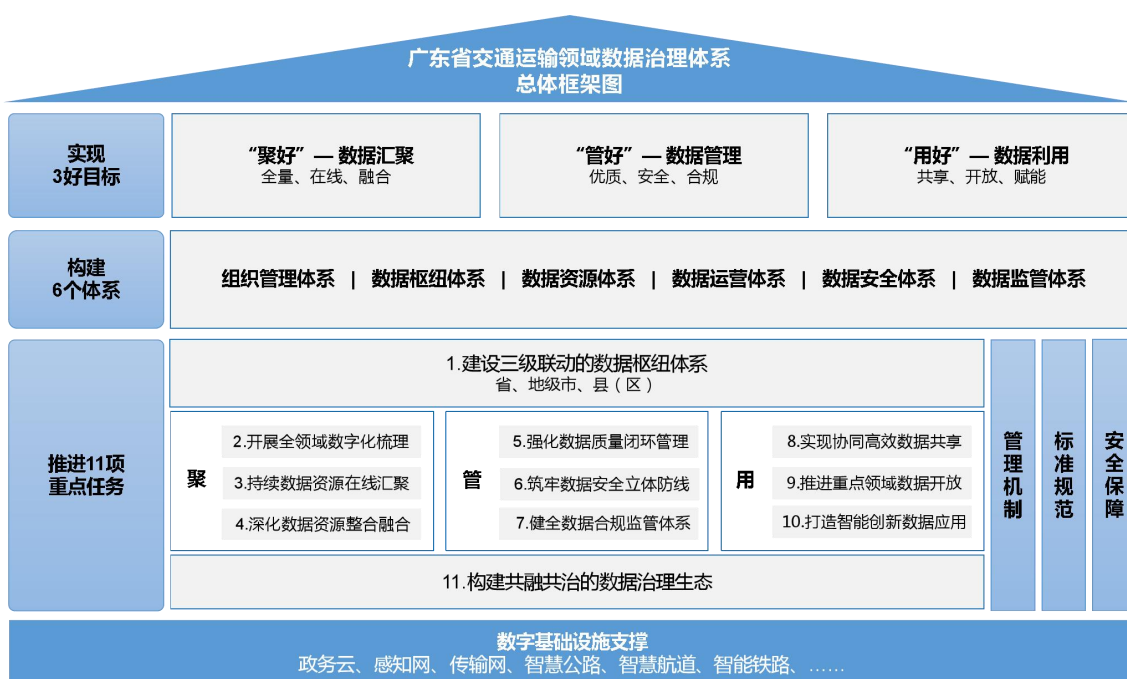 广东省交通运输领域数据治理体系
总体框架图
实现
3好目标
“聚好” — 数据汇聚
全量、在线、融合
“管好” — 数据管理
优质、安全、合规
“用好” — 数据利用
共享、开放、赋能
构建
6个体系
组织管理体系 | 数据枢纽体系 | 数据资源体系 | 数据运营体系 | 数据安全体系 | 数据监管体系
推进11项
重点任务
1.建设三级联动的数据枢纽体系
省、地级市、县（区）
聚
2.开展全领域数字化梳理
3.持续数据资源在线汇聚
4.深化数据资源整合融合
管
5.强化数据质量闭环管理
6.筑牢数据安全立体防线
7.健全数据合规监管体系
用
8.实现协同高效数据共享
9.推进重点领域数据开放
10.打造智能创新数据应用
11.构建共融共治的数据治理生态
管理机制
标准规范
安全保障
数字基础设施支撑
政务云、感知网、传输网、智慧公路、智慧航道、智能铁路、……